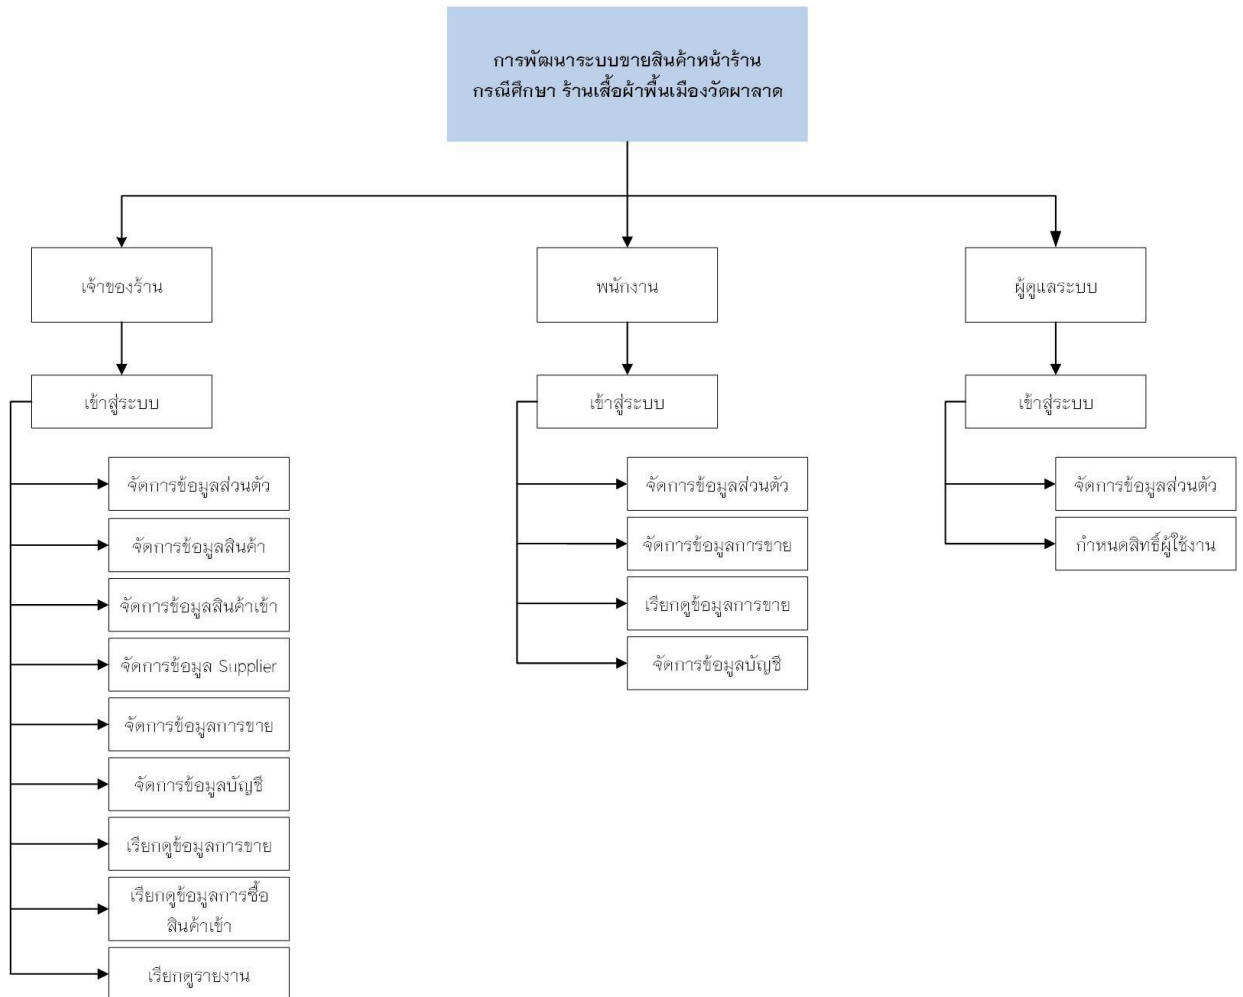 การพัฒนาระบบขายสินค้าหน้าร้าน
กรณีศึกษา ร้านเสื้อผ้าพื้นเมืองวัดผาลาด
เจ้าของร้าน
พนักงาน
ผู้ดูแลระบบ
เข้าสู่ระบบ
เข้าสู่ระบบ
เข้าสู่ระบบ
จัดการข้อมูลส่วนตัว
จัดการข้อมูลสินค้า
จัดการข้อมูลสินค้าเข้า
จัดการข้อมูล Supplier
จัดการข้อมูลการขาย
จัดการข้อมูลบัญชี
เรียกดูข้อมูลการขาย
เรียกดูข้อมูลการซื้อ
สินค้าเข้า
เรียกดูรายงาน
จัดการข้อมูลส่วนตัว
จัดการข้อมูลการขาย
เรียกดูข้อมูลการขาย
จัดการข้อมูลบัญชี
จัดการข้อมูลส่วนตัว
กำหนดสิทธิ์ผู้ใช้งาน